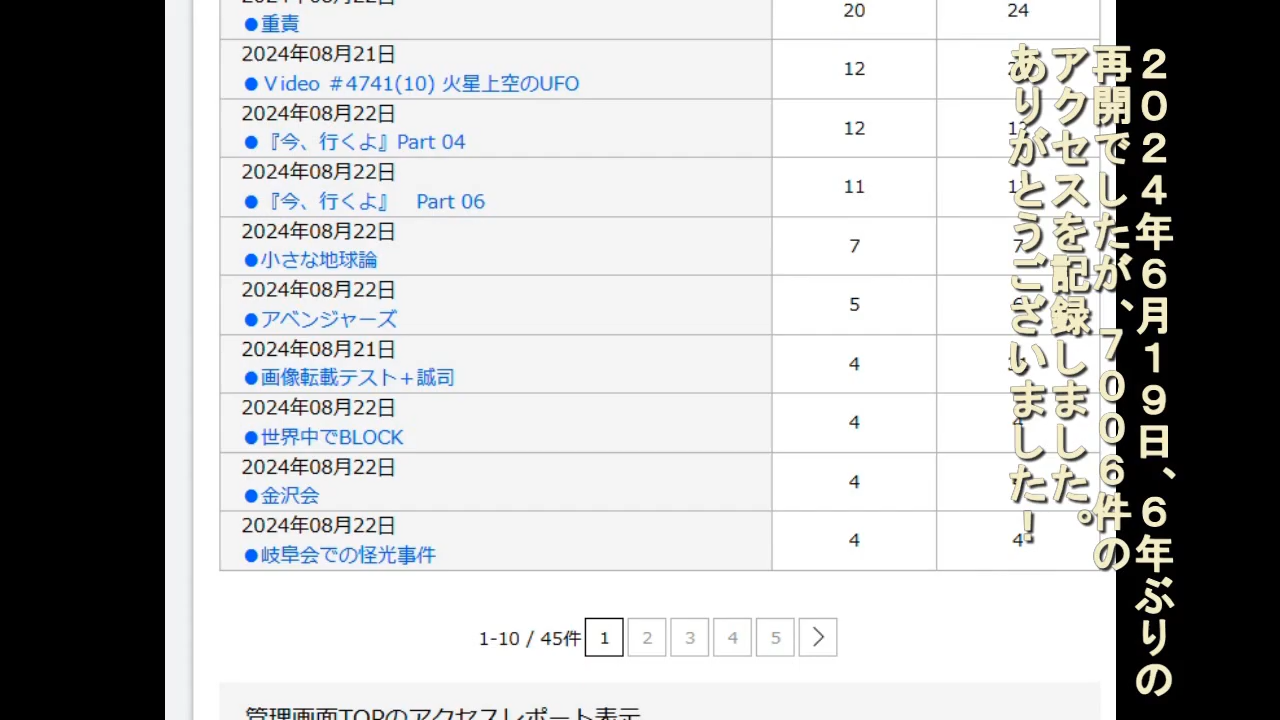 ●重責
20 24
2024年08月21日
●Video #4741(10) 火星上空のUFO
12
2024年08月22日
●『今、行くよ』Part 04
12
2024年08月22日
●『今、行くよ』 Part 06
11
2024年08月22日
●小さな地球論
7 7
2024年08月22日
●アベンジャーズ
5
2024年08月21日
●画像転載テスト+誠司
4
2024年08月22日
●世界中でBLOCK
4 4
2024年08月22日
●金沢会
4
2024年08月22日
●岐阜会での怪光事件
4 4
1-10 / 45件 1 2 3 4 5 >
管理画面TOPのアクセスレポート表示
2024年6月19日、6年ぶりの
再開でしたが、7006件の
アクセスを記録しました。
ありがとうございました!